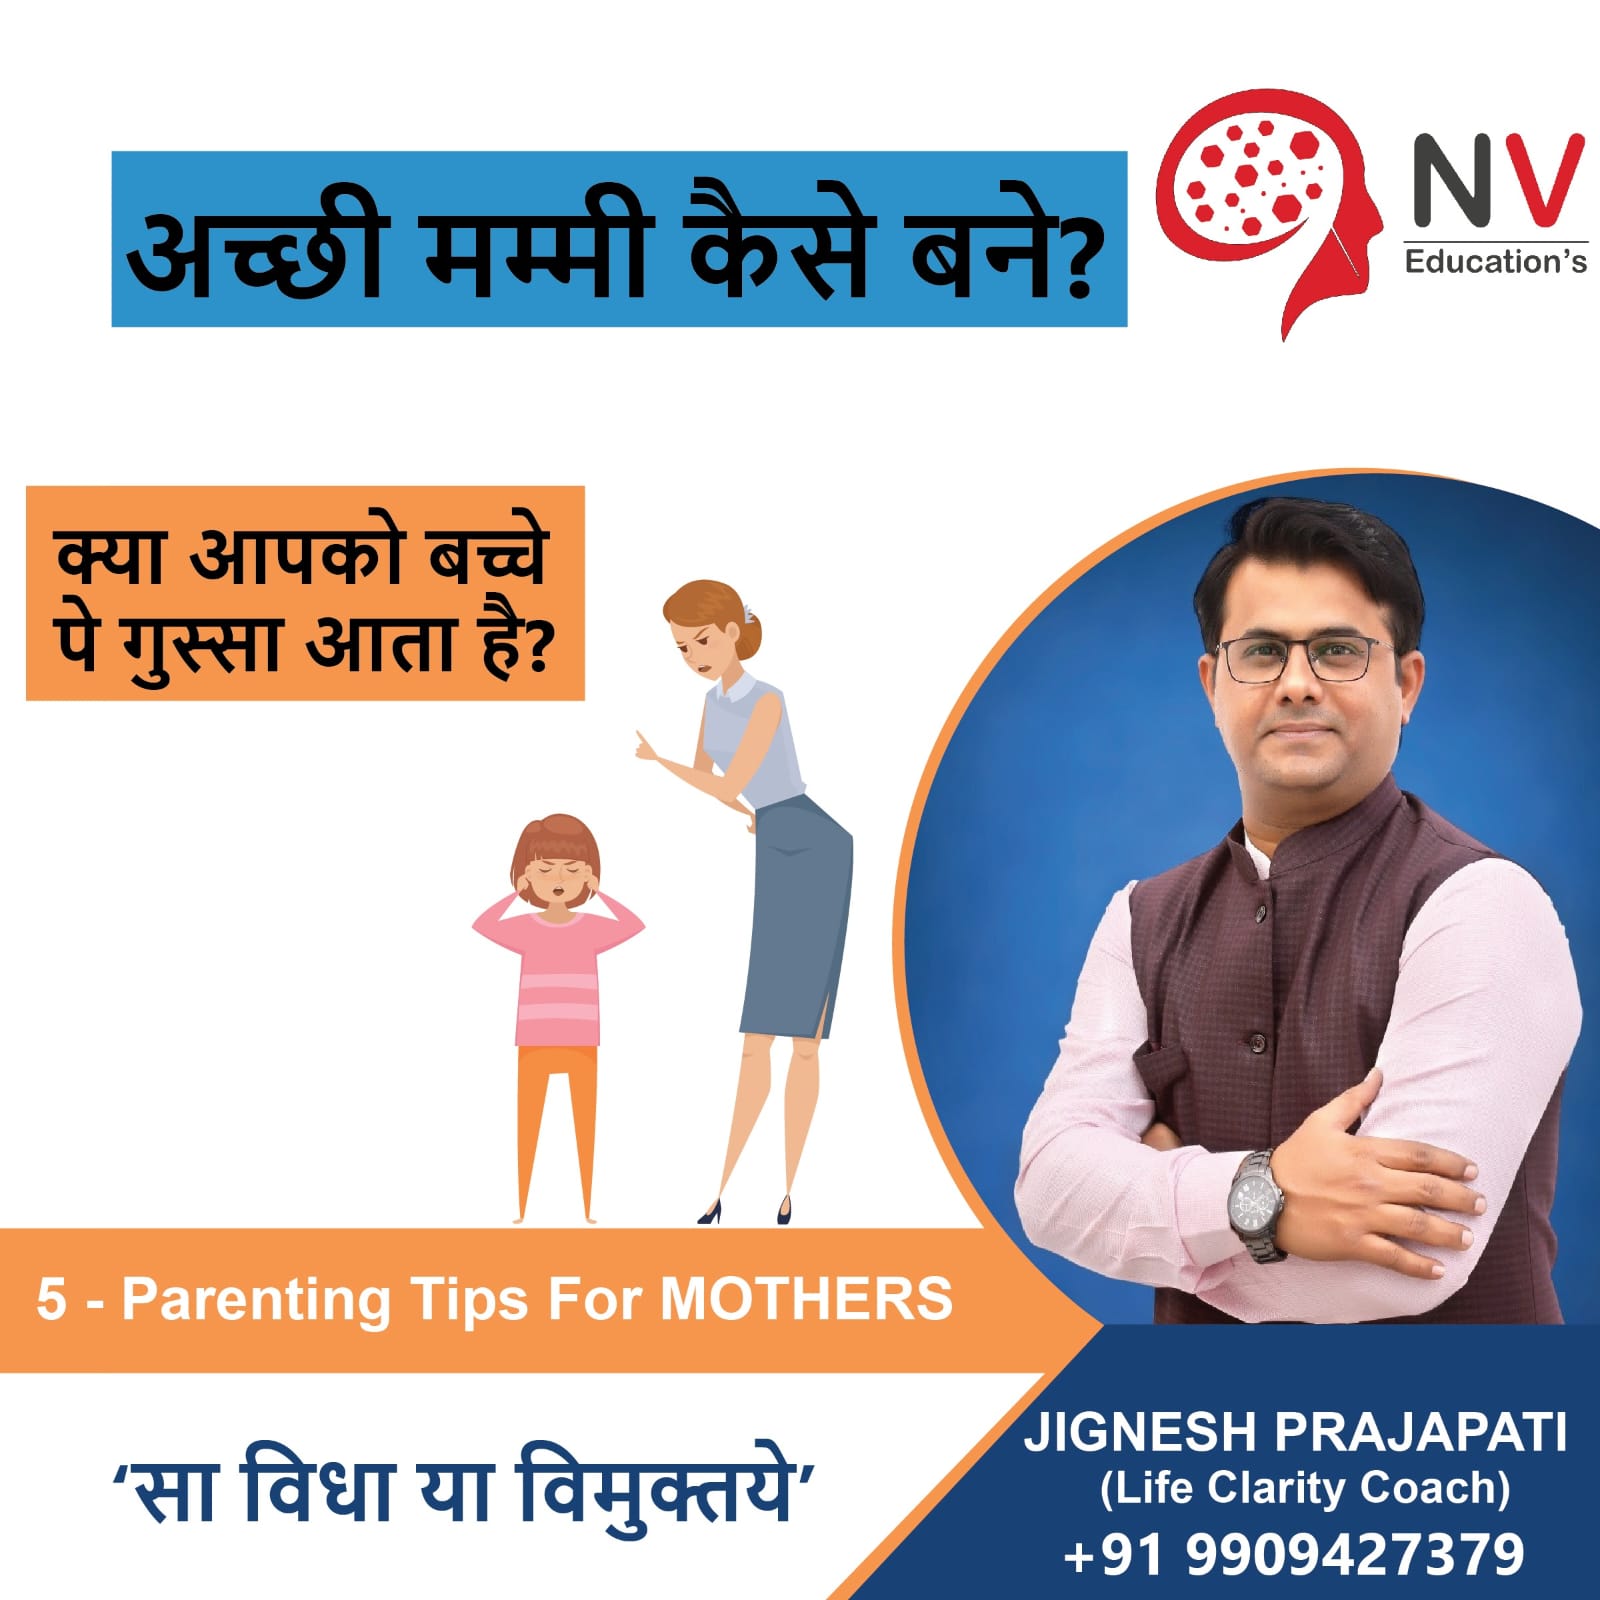 अच्छी मम्मी कैसे बने?
NV
Education's
क्या आपको बच्चे
पे गुस्सा आता है?
5 - Parenting Tips For MOTHERS
‘सा विधा या विमुक्तये’
JIGNESH PRAJAPATI
(Life Clarity Coach)
+91 9909427379